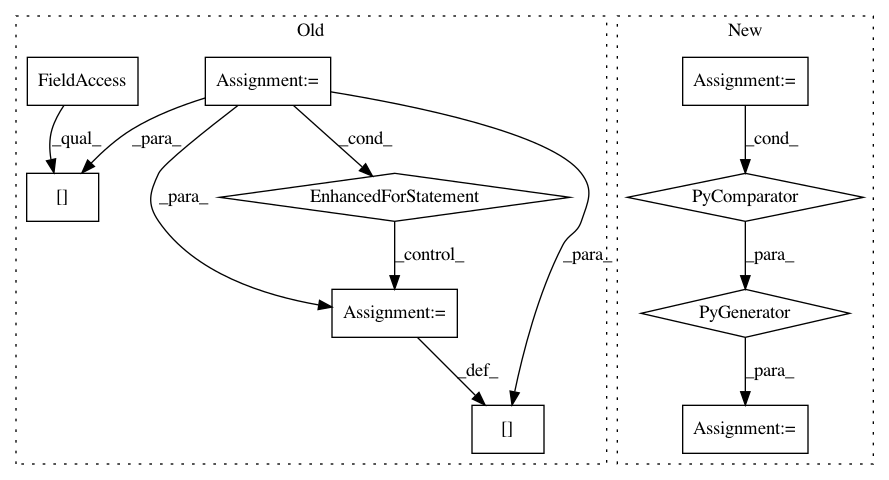 Old
New
FieldAccess
Assignment:=
Assignment:=
_qual_
_para_
_cond_
_cond_
[]
_para_
EnhancedForStatement
_para_
PyComparator
_control_
_para_
Assignment:=
PyGenerator
_def_
_para_
[]
Assignment:=